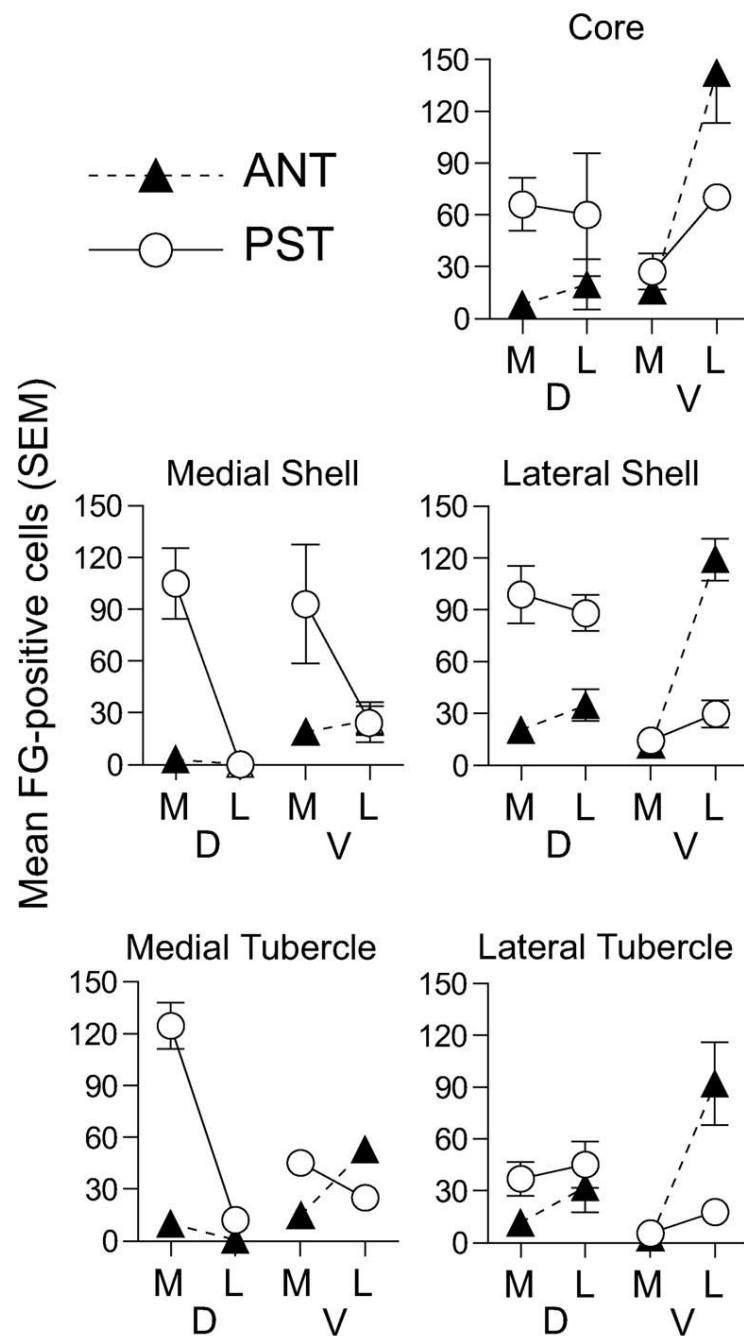 Core
ANT
PST
150
120
90
60
30
0
M L M L
D V
Mean FG-positive cells (SEM)
Medial Shell
150
120
90
60
30
0
M L M L
D V
Lateral Shell
150
120
90
60
30
0
M L M L
D V
Medial Tubercle
150
120
90
60
30
0
M L M L
D V
Lateral Tubercle
150
120
90
60
30
0
M L M L
D V